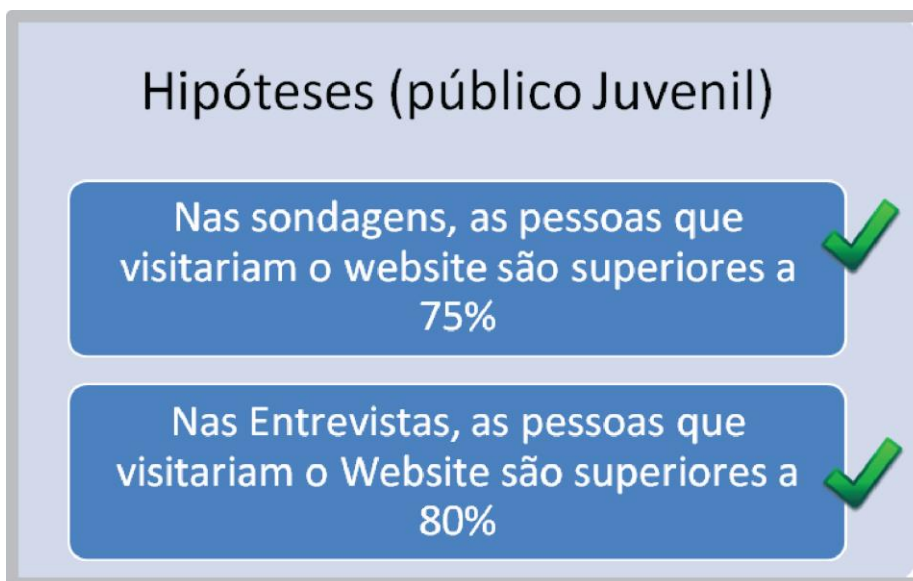 Hipóteses (público Juvenil)
Nas sondagens, as pessoas que
visitariam o website são superiores a
75%
Nas Entrevistas, as pessoas que
visitariam o Website são superiores a
80%